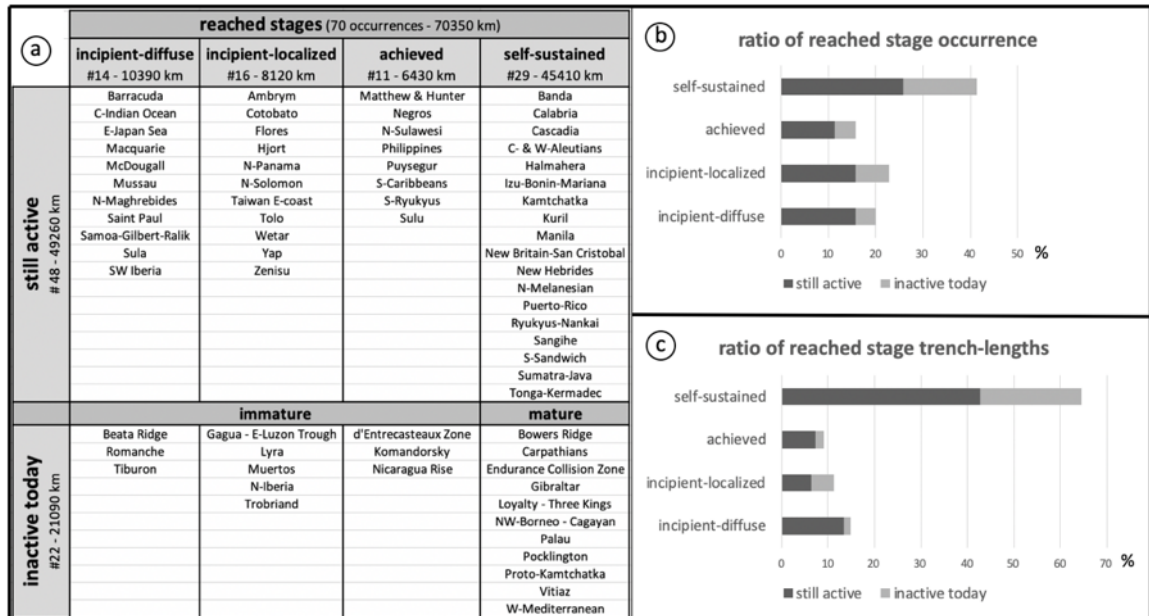 a
reached stages (70 occurrences - 70350 km)
incipient-diffuse incipient-localized achieved self-sustained
#14 - 10390 km #16 - 8120 km #11 - 6430 km #29 - 45410 km
still active
# 48 - 49260 km
Barracuda Ambrym Matthew & Hunter Banda
C-Indian Ocean Cotobato Negros Calabria
E-Japan Sea Flores N-Sulawesi Cascadia
Macquarie Hjort Philippines C- & W-Aleutians
McDougall N-Panama Puysegur Halmahera
Mussau N-Solomon S-Caribbeans Izu-Bonin-Mariana
N-Maghrebides Taiwan E-coast S-Ryukyus Kamtchatka
Saint Paul Tolo Sulu Kuril
Samoa-Gilbert-Ralik Wetar Manila
Sula Yap New Britain-San Cristobal
SW Iberia Zenisu New Hebrides
N-Melanesian
Puerto-Rico
Ryukyus-Nankai
Sangihe
S-Sandwich
Sumatra-Java
Tonga-Kermadec
immature mature
inactive today
#22 - 21090 km
Beata Ridge Gagua - E-Luzon Trough d'Entrecasteaux Zone Bowers Ridge
Romanche Lyra Komandorsky Carpathians
Tiburon Muertos Nicaragua Rise Endurance Collision Zone
N-Iberia Gibraltar
Trobriand Loyalty - Three Kings
NW-Borneo - Cagayan
Palau
Pocklington
Proto-Kamtchatka
Vitiaz
W-Mediterranean
b
ratio of reached stage occurrence
self-sustained
achieved
incipient-localized
incipient-diffuse
0 10 20 30 40 50 %
still active inactive today
c
ratio of reached stage trench-lengths
self-sustained
achieved
incipient-localized
incipient-diffuse
0 10 20 30 40 50 60 70 %
still active inactive today